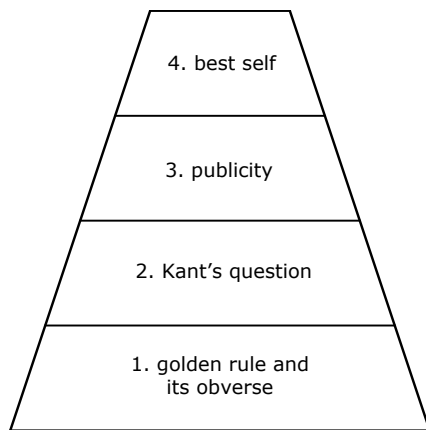 4. best self
3. publicity
2. Kant’s question
1. golden rule and
its obverse